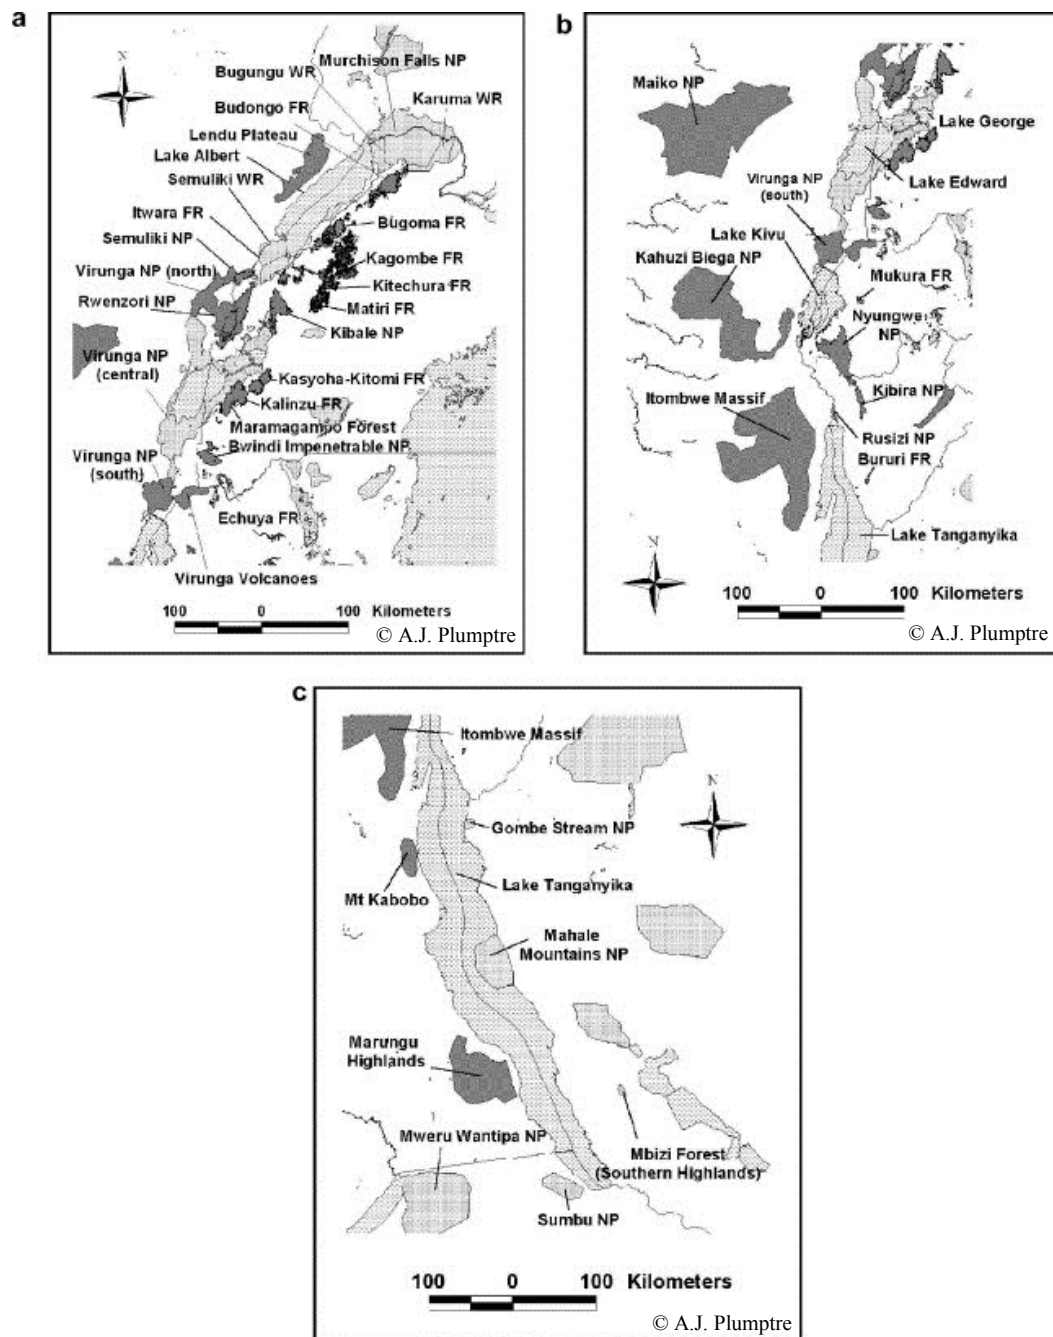 a
N
Murchison Falls NP
Bugungu WR
Karuma WR
Budongo FR
Lendu Plateau
Lake Albert
Semuliki WR
Itwara FR
Bugoma FR
Semuliki NP
Kagombe FR
Virunga NP (north)
Kitechura FR
Rwenzori NP
Matiri FR
Kibale NP
Virunga NP
(central)
Kasyoha-Kitomi FR
Kalinzu FR
Maramagampo Forest
Bwindi Impenetrable NP
Virunga NP
(south)
Echuya FR
Virunga Volcanoes
100 0 100 Kilometers
© A.J. Plumptre
b
Maiko NP
Lake George
Virunga NP
(south)
Lake Edward
Lake Kivu
Kahuzi Biega NP
Mukura FR
Nyungwe
NP
Kibira NP
Itombwe Massif
Rusizi NP
Bururi FR
Lake Tanganyika
N
100 0 100
Kilometers
© A.J. Plumptre
c
Itombwe Massif
N
Gombe Stream NP
Lake Tanganyika
Mt Kabobo
Mahale
Mountains NP
Marungu
Highlands
Mweru Wantipa NP
Mbizi Forest
(Southern Highlands)
Sumbu NP
100 0 100 Kilometers
© A.J. Plumptre